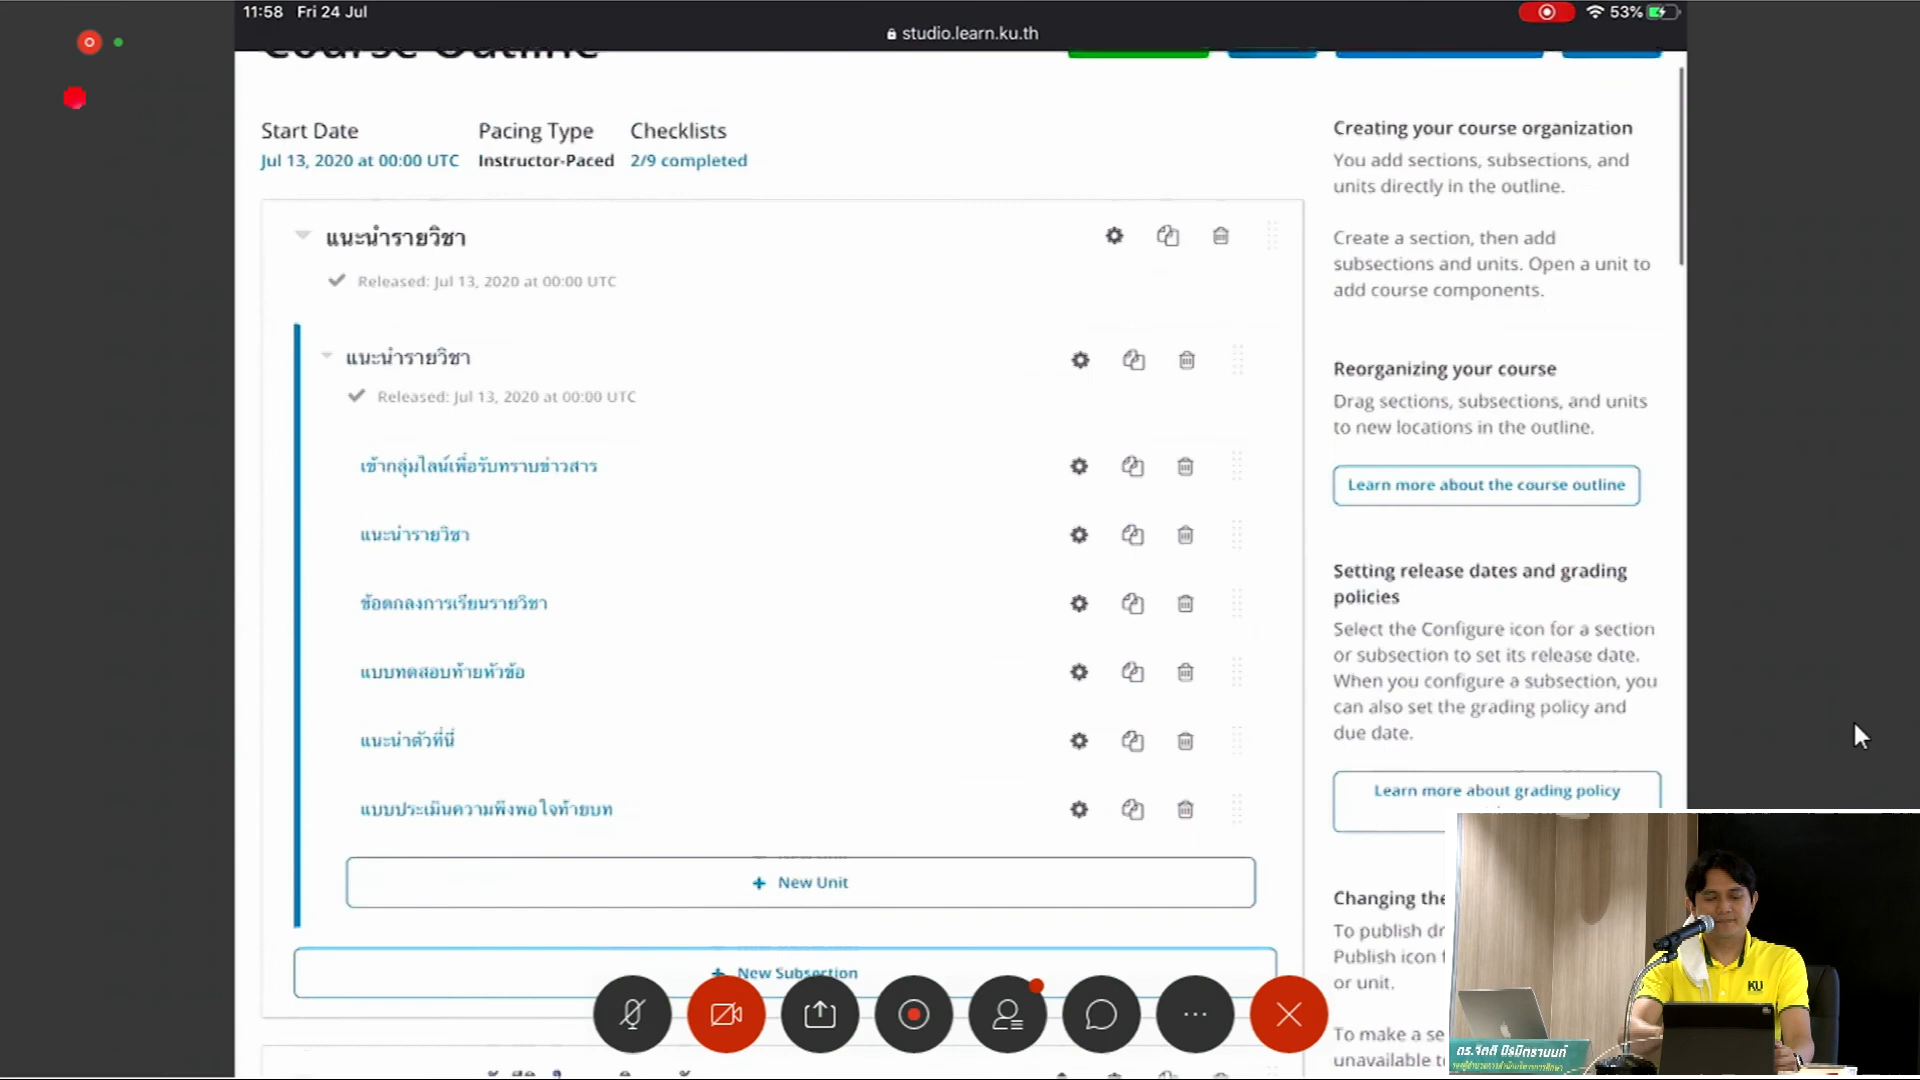 11:58 Fri 24 Jul
53%
studio.learn.ku.th
Course Outline
Start Date
Jul 13, 2020 at 00:00 UTC
Pacing Type
Instructor-Paced
Checklists
2/9 completed
แนะนำรายวิชา
Released: Jul 13, 2020 at 00:00 UTC
แนะนำรายวิชา
Released: Jul 13, 2020 at 00:00 UTC
เข้ากลุ่มไลน์เพื่อรับทราบข่าวสาร
แนะนำรายวิชา
ข้อตกลงการเรียนรายวิชา
แบบทดสอบท้ายหัวข้อ
แนะนำตัวที่นี่
แบบประเมินความพึงพอใจท้ายบท
+ New Unit
+ New Subsection
Creating your course organization
You add sections, subsections, and
units directly in the outline.
Create a section, then add
subsections and units. Open a unit to
add course components.
Reorganizing your course
Drag sections, subsections, and units
to new locations in the outline.
Learn more about the course outline
Setting release dates and grading
policies
Select the Configure icon for a section
or subsection to set its release date.
When you configure a subsection, you
can also set the grading policy and
due date.
Learn more about grading policy
Changing the
To publish dr
Publish icon f
or unit.
To make a se
unavailable t
KU